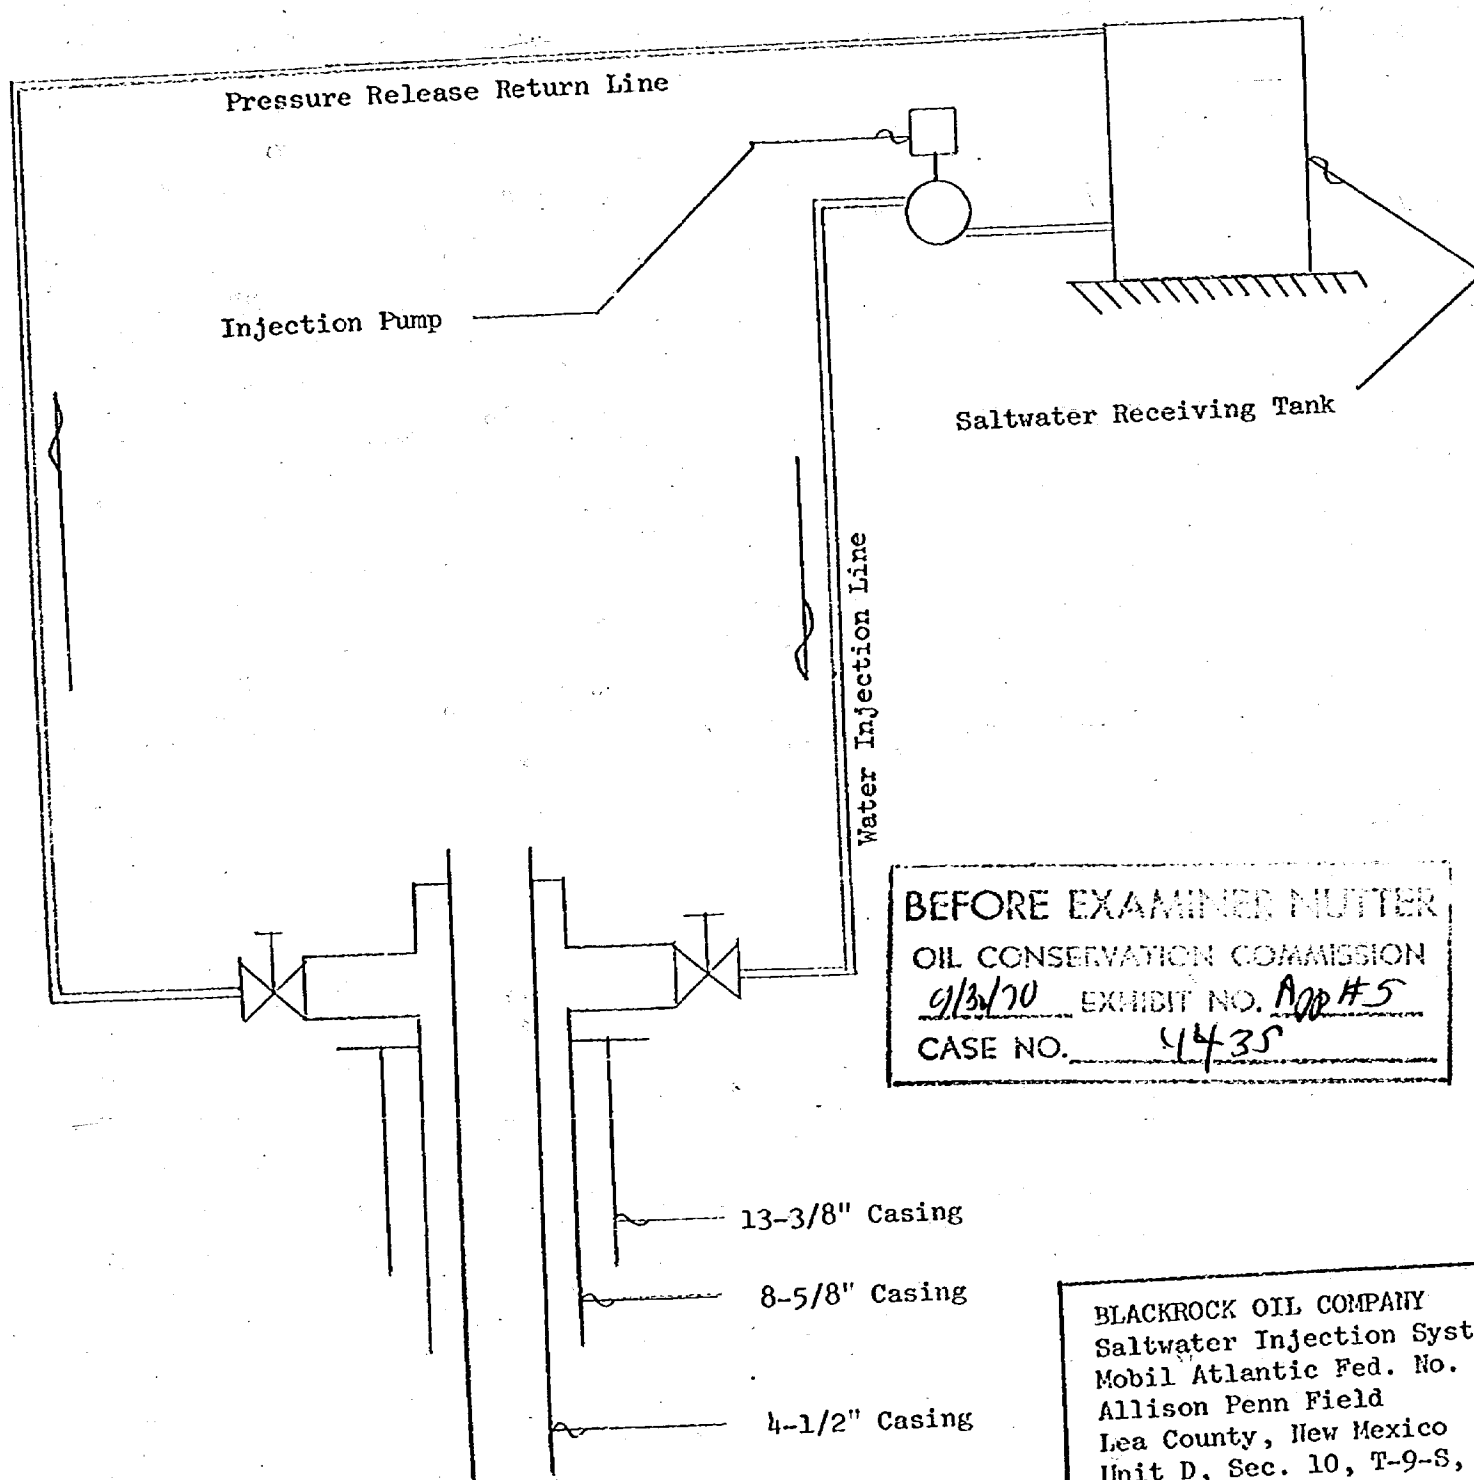 Pressure Release Return Line
Injection Pump
Saltwater Receiving Tank
Water Injection Line
BEFORE EXAMINER NUTTER
OIL CONSERVATION COMMISSION
EXHIBIT NO. App #5
CASE NO. 4435
13-3/8" Casing
8-5/8" Casing
4-1/2" Casing
BLACKROCK OIL COMPANY
Saltwater Injection Syst
Mobil Atlantic Fed. No.
Allison Penn Field
Lea County, New Mexico
Unit D, Sec. 10, T-9-S,